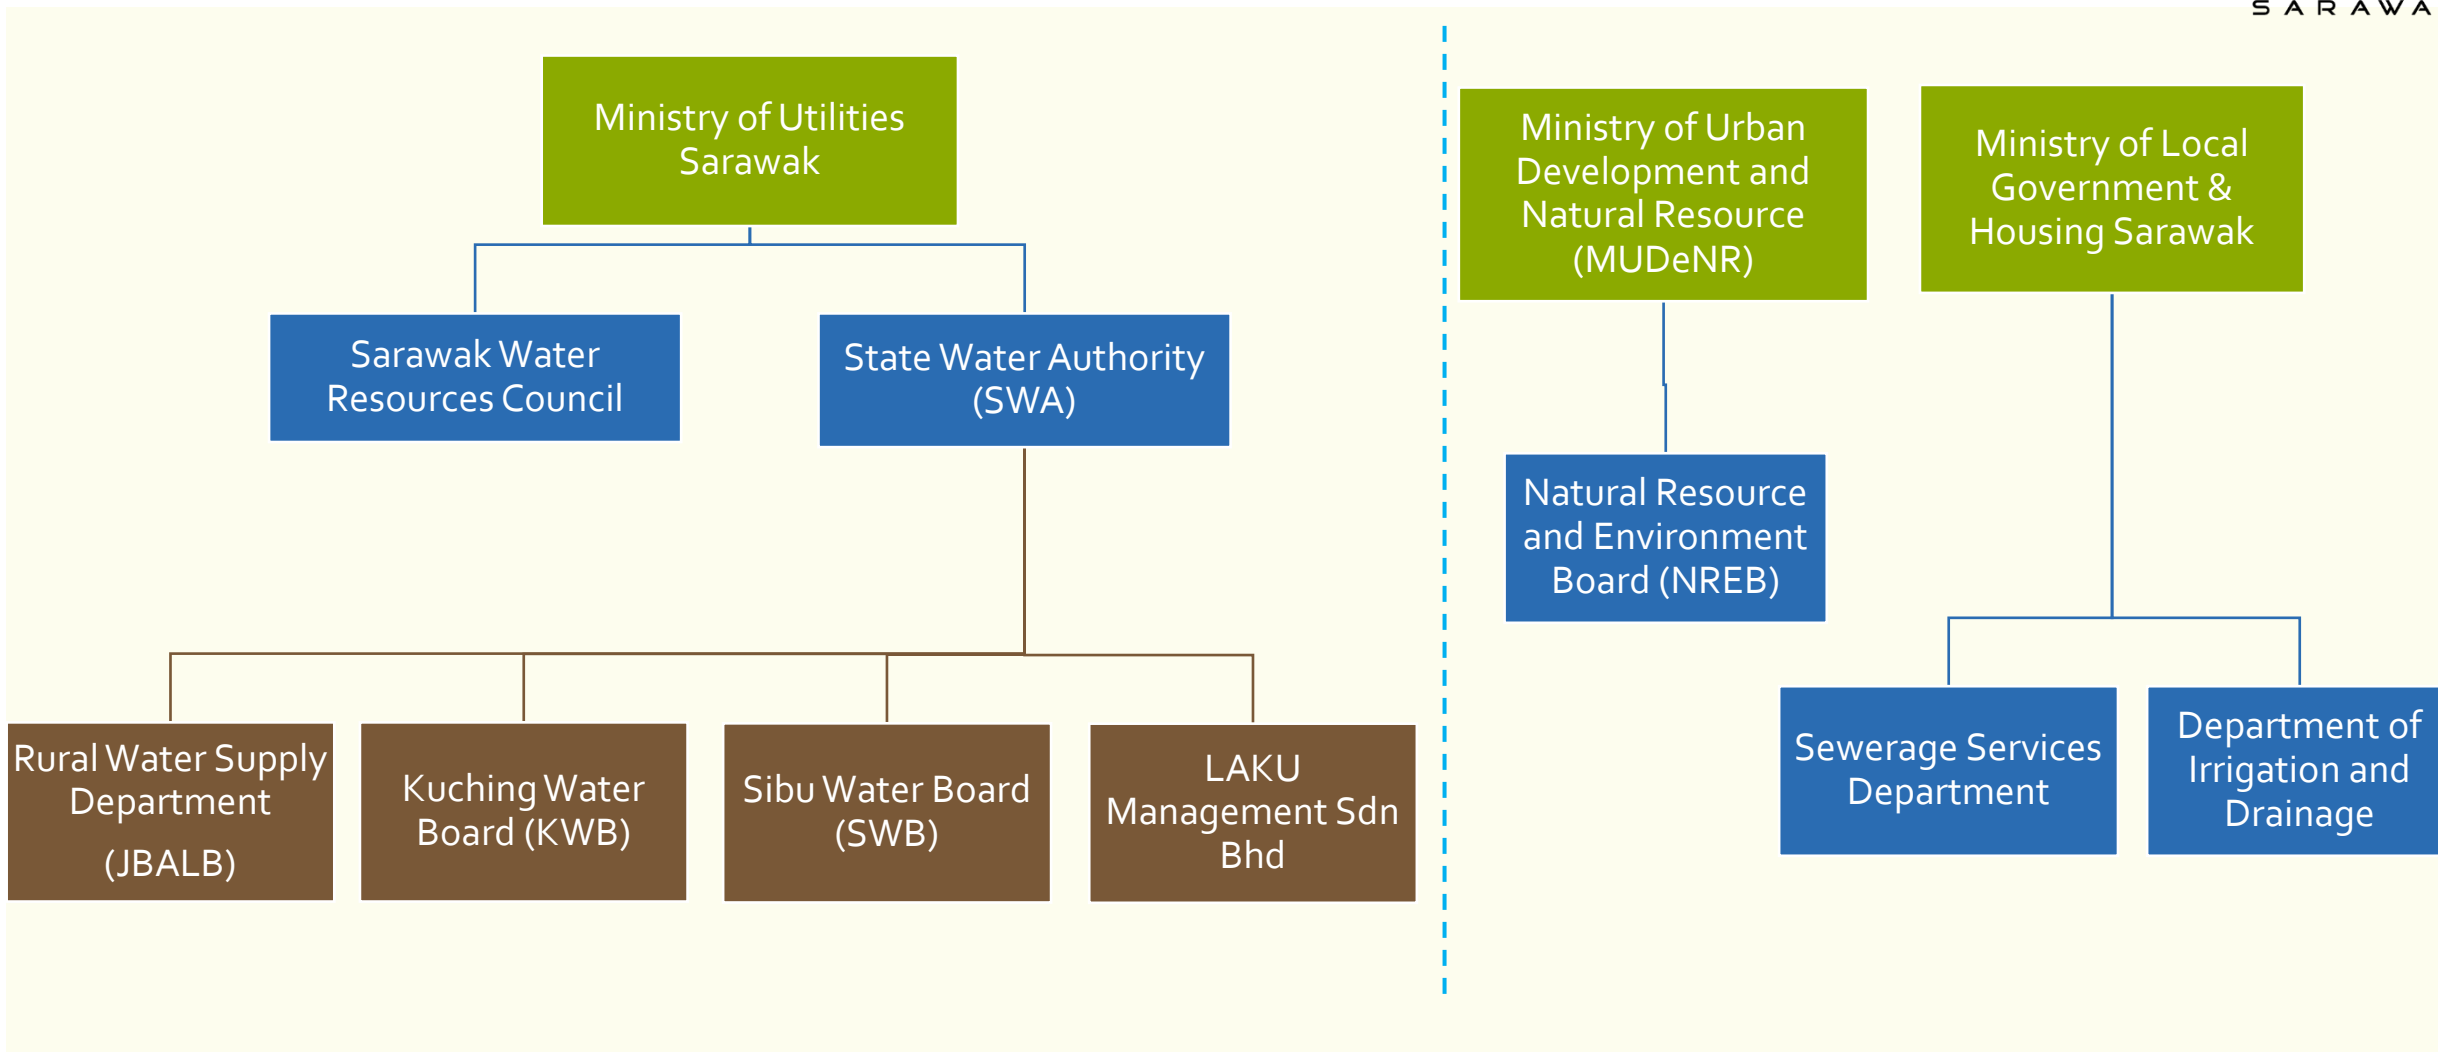 SARAWA
Ministry of Utilities
Sarawak
Sarawak Water
Resources Council
State Water Authority
(SWA)
Rural Water Supply
Department
(JBALB)
Kuching Water
Board (KWB)
Sibu Water Board
(SWB)
LAKU
Management Sdn
Bhd
Ministry of Urban
Development and
Natural Resource
(MUDeNR)
Ministry of Local
Government &
Housing Sarawak
Natural Resource
and Environment
Board (NREB)
Sewerage Services
Department
Department of
Irrigation and
Drainage